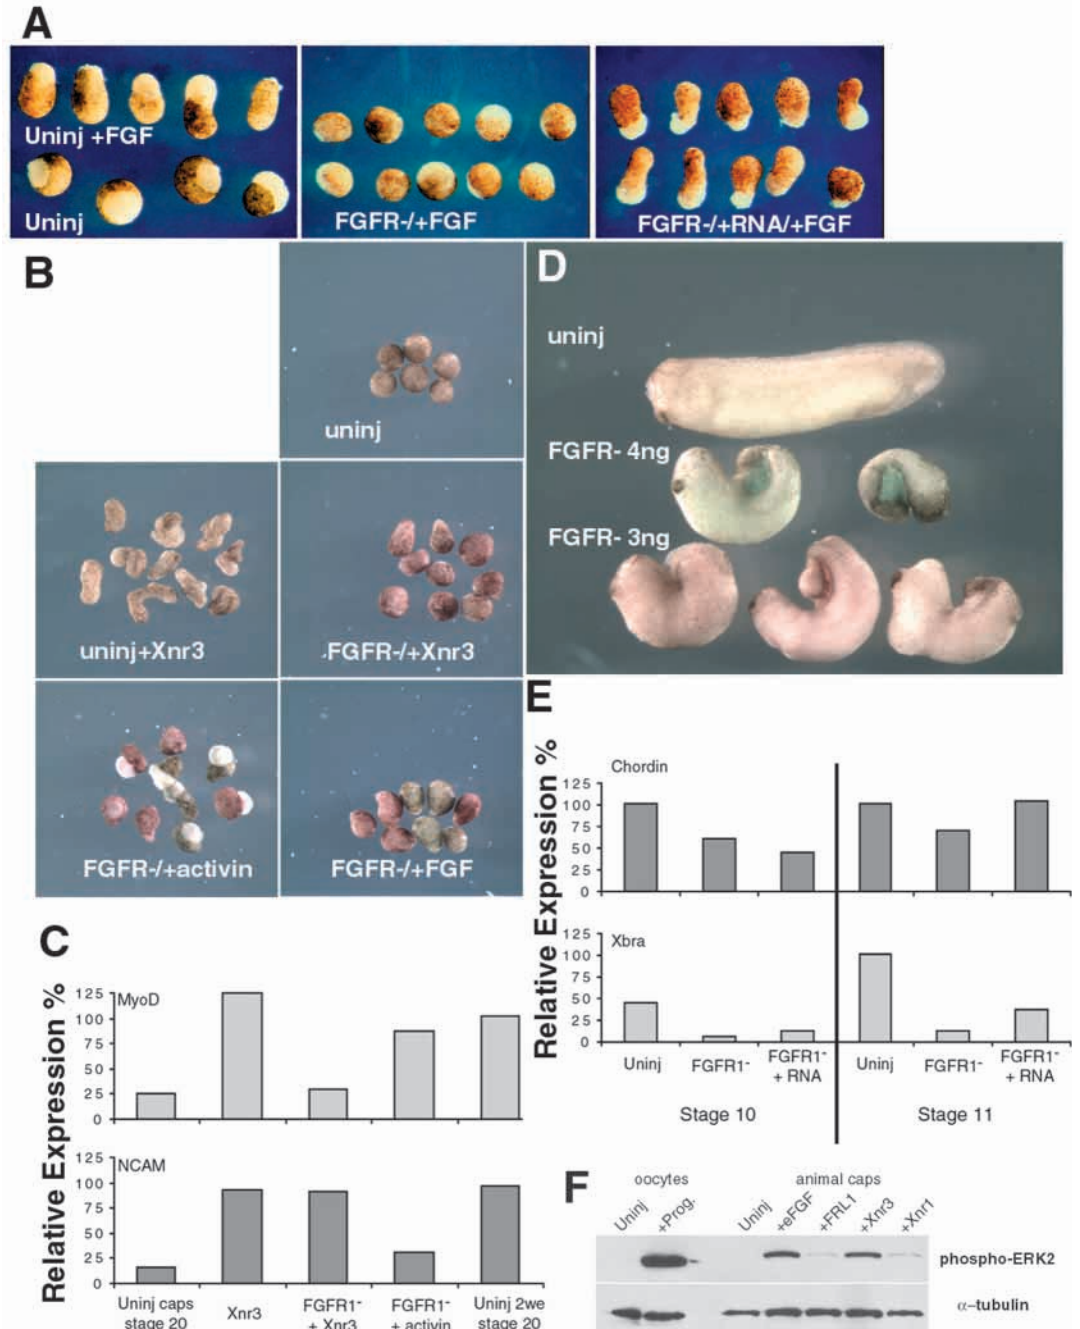 A
Uninj +FGF
Uninj
FGFR-/+FGF
FGFR-/+RNA/+FGF
B
uninj
uninj+Xnr3
FGFR-/+Xnr3
FGFR-/+activin
FGFR-/+FGF
D
uninj
FGFR- 4ng
FGFR- 3ng
C
Relative Expression %
MyoD
125
100
75
50
25
0
NCAM
125
100
75
50
25
0
Uninj caps stage 20
Xnr3
FGFR1- + Xnr3
FGFR1- + activin
Uninj 2we stage 20
E
Relative Expression %
Chordin
125
100
75
50
25
0
Xbra
125
100
75
50
25
0
Uninj
FGFR1-
FGFR1- + RNA
Uninj
FGFR1-
FGFR1- + RNA
Stage 10
Stage 11
F
oocytes
animal caps
Uninj
+Prog.
Uninj
+eFGF
+FRL1
+Xnr3
+Xnr1
phospho-ERK2
α-tubulin